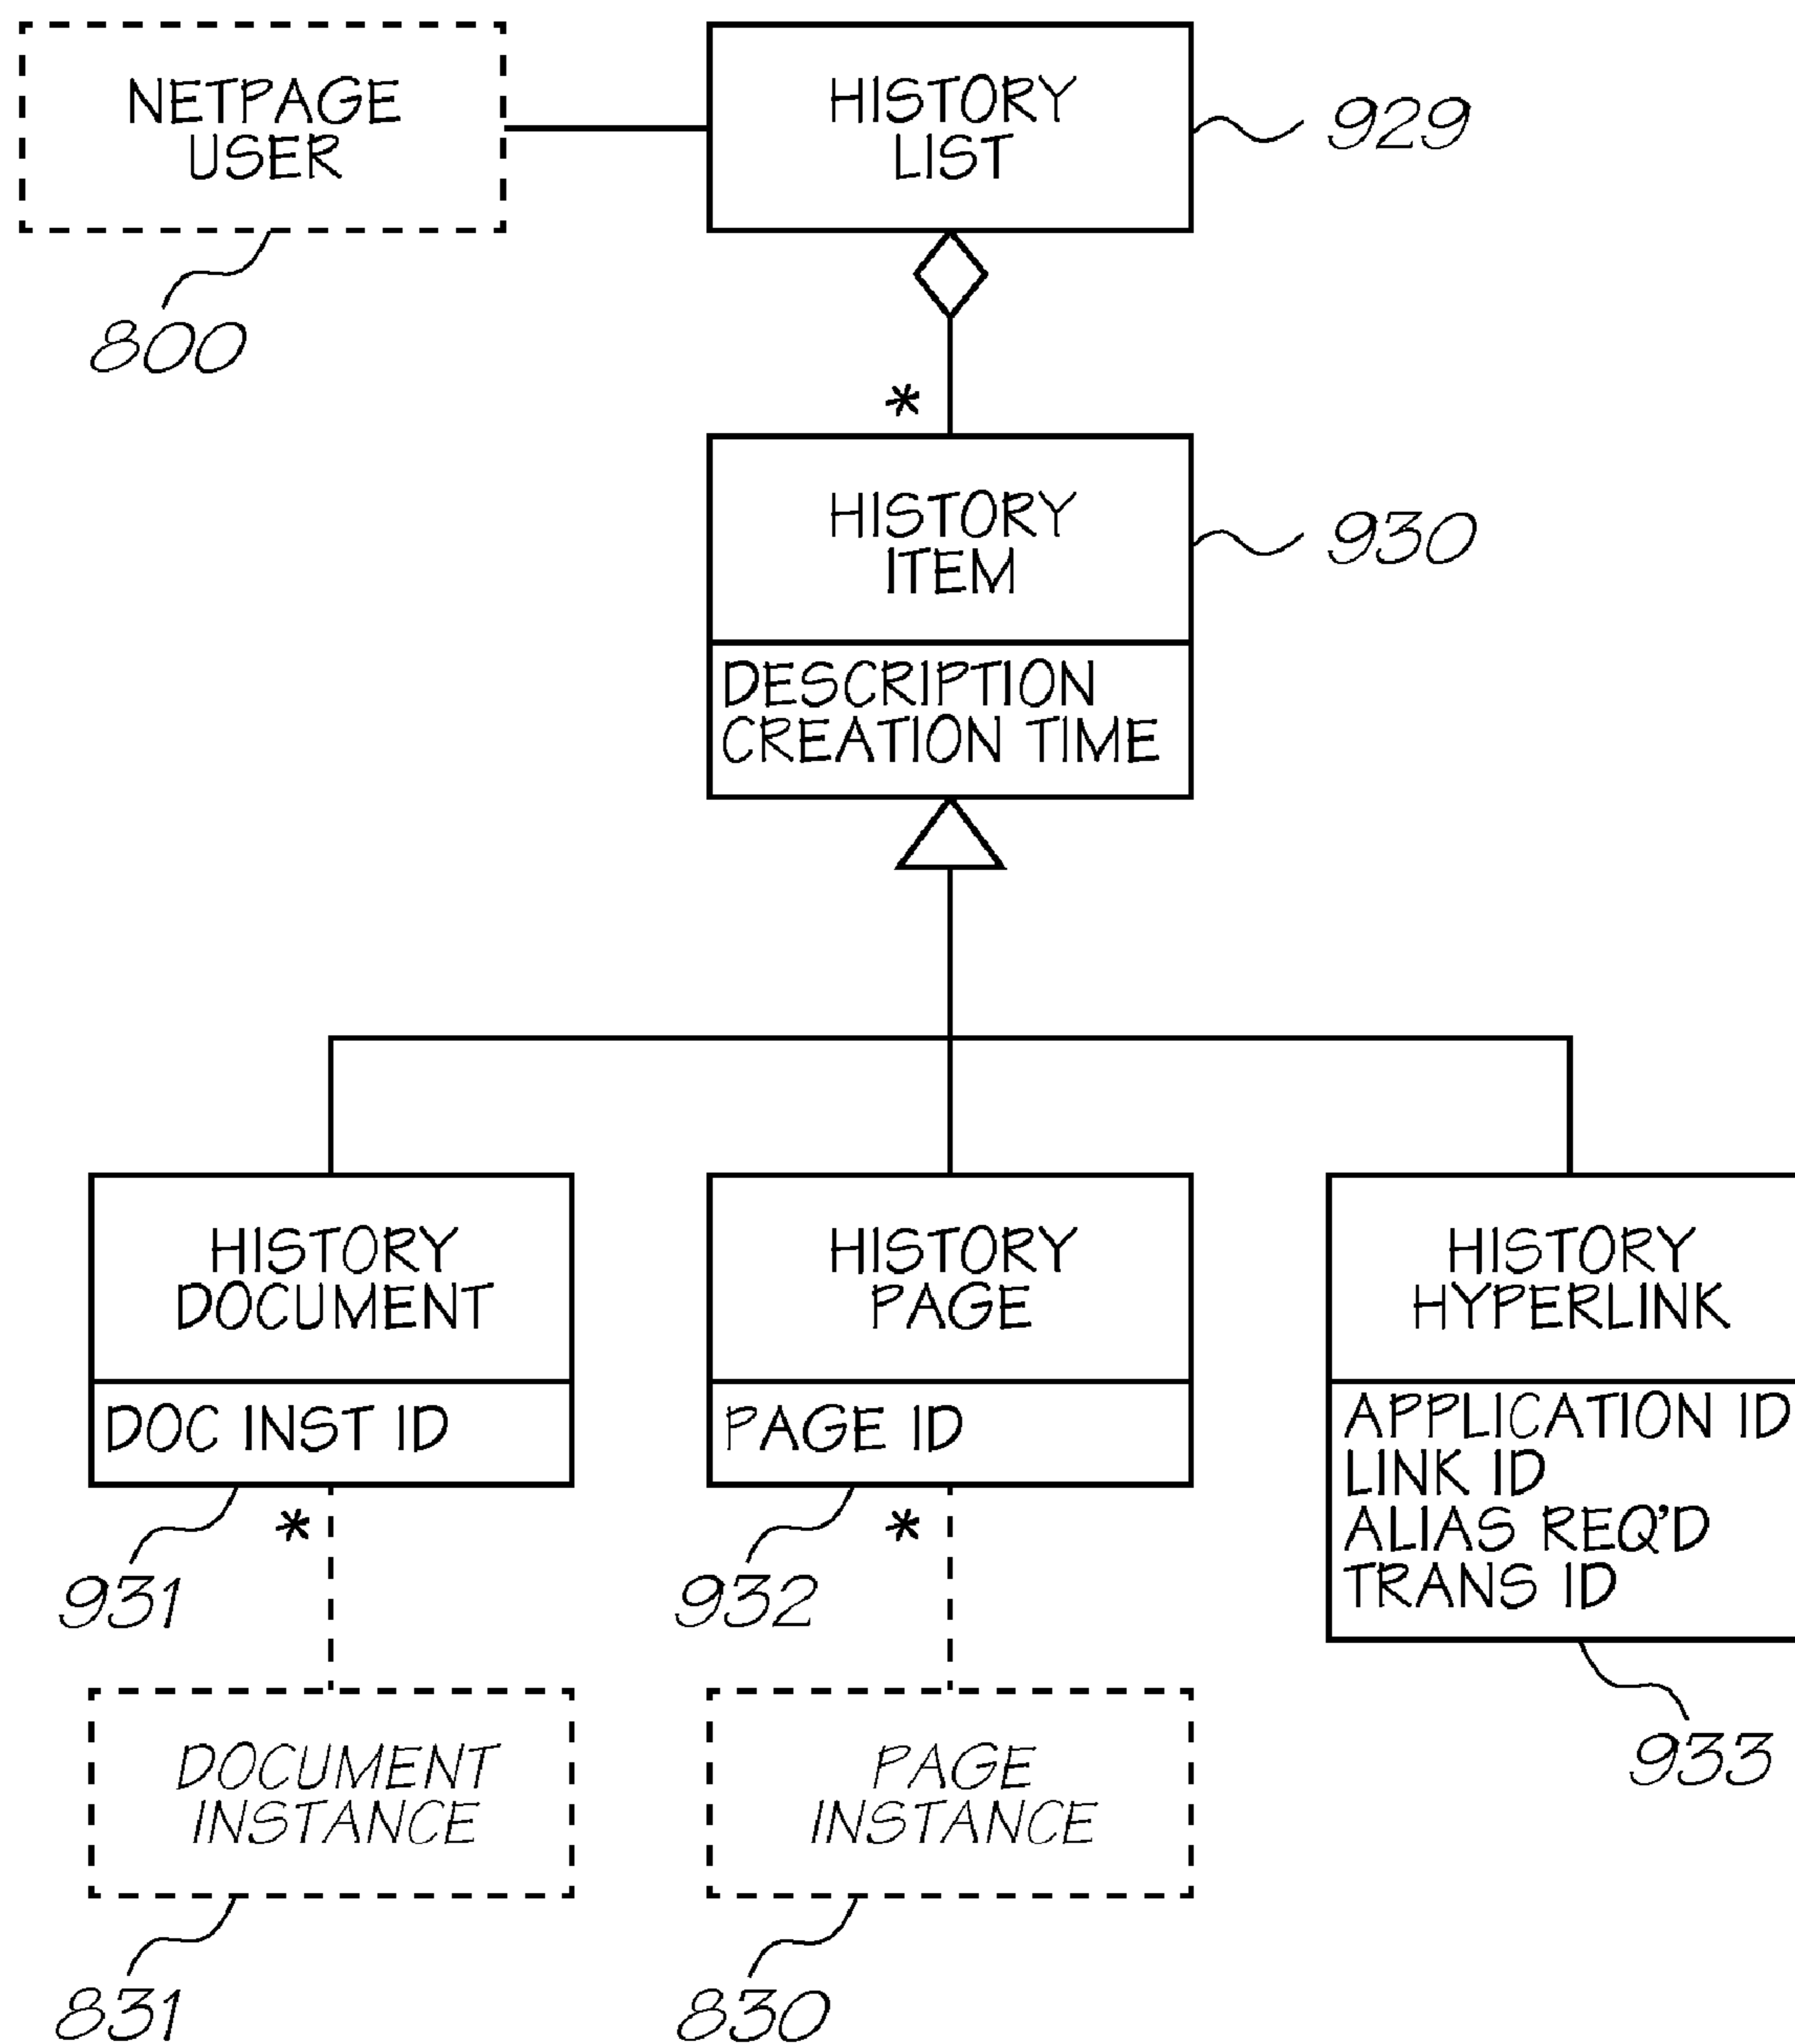 NETPAGE
USER
HISTORY
LIST
929
800
*
HISTORY
ITEM
930
DESCRIPTION
CREATION TIME
HISTORY
DOCUMENT
HISTORY
PAGE
HISTORY
HYPERLINK
DOC INST ID
PAGE ID
APPLICATION ID
LINK ID
ALIAS REQ'D
TRANS ID
*
*
931
932
933
DOCUMENT
INSTANCE
PAGE
INSTANCE
831
830